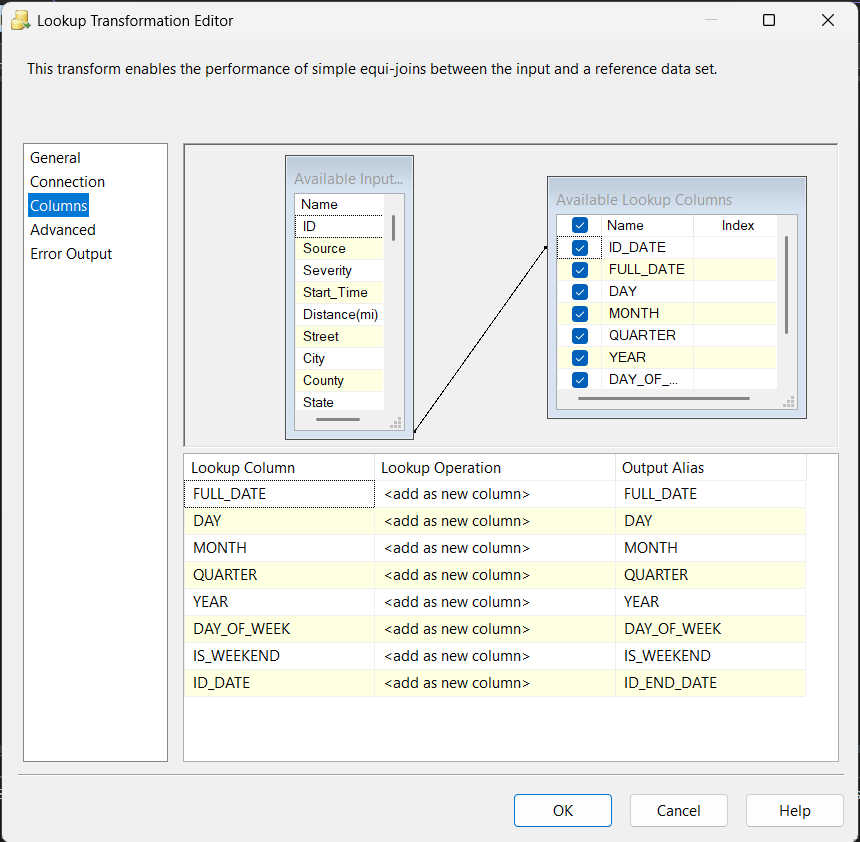 Lookup Transformation Editor
This transform enables the performance of simple equi-joins between the input and a reference data set.
General
Connection
Columns
Advanced
Error Output
Available Input...
Name
ID
Source
Severity
Start_Time
Distance(mi)
Street
City
County
State
Available Lookup Columns
Name Index
ID_DATE
FULL_DATE
DAY
MONTH
QUARTER
YEAR
DAY_OF_...
Lookup Column Lookup Operation Output Alias
FULL_DATE <add as new column> FULL_DATE
DAY <add as new column> DAY
MONTH <add as new column> MONTH
QUARTER <add as new column> QUARTER
YEAR <add as new column> YEAR
DAY_OF_WEEK <add as new column> DAY_OF_WEEK
IS_WEEKEND <add as new column> IS_WEEKEND
ID_DATE <add as new column> ID_END_DATE
OK Cancel Help